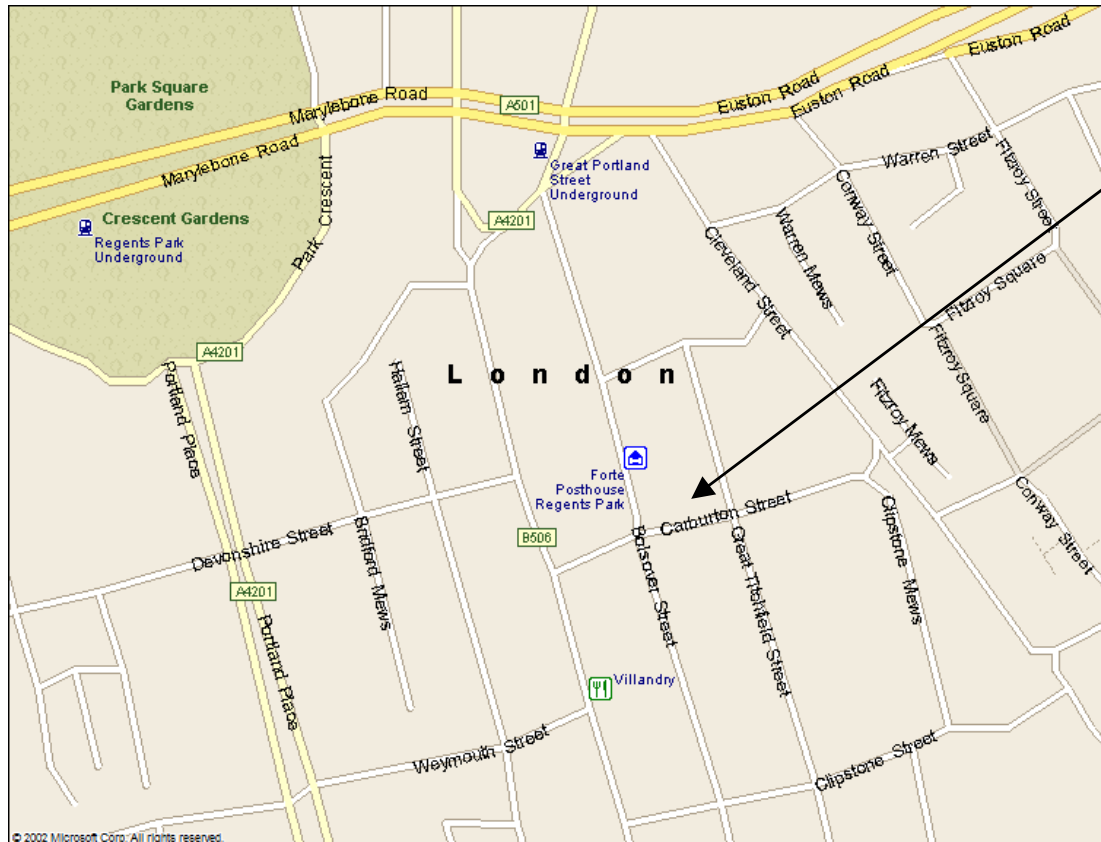 Park Square
Gardens
Marylebone Road
A501
Euston Road
Euston Road
Euston Road
Marylebone Road
Great Portland
Street
Underground
Warren Street
Fitzroy Street
Crescent Gardens
Regents Park
Underground
Park Crescent
A4201
Cleveland Street
Warren Mews
Conway Street
Fitzroy Square
A4201
Portland Place
Hallam Street
London
Fitzroy Square
Fitzroy Mews
Forte
Posthouse
Regents Park
Carburton Street
Conway Street
Devonshire Street
Bridford Mews
B506
Bolsover Street
Great Titchfield Street
Clipstone Mews
A4201
Portland Place
Villandry
Weymouth Street
Clipstone Street
© 2002 Microsoft Corp. All rights reserved.